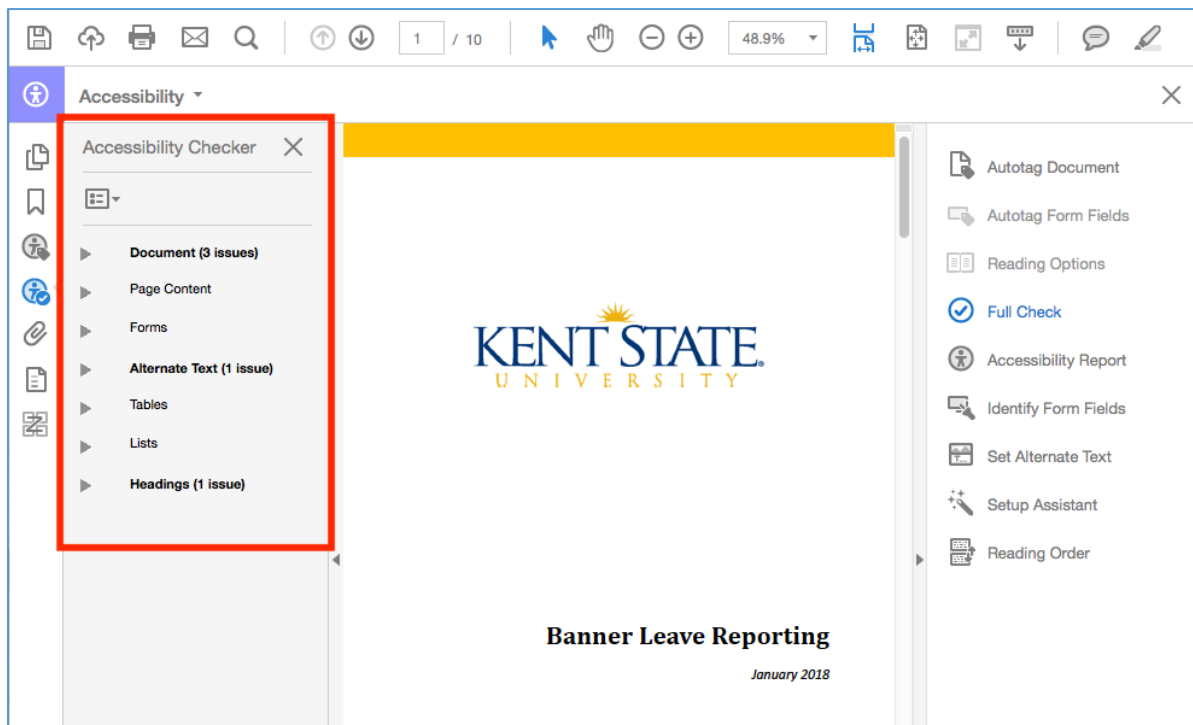 1 / 10
48.9%
Accessibility
Accessibility Checker
Document (3 issues)
Page Content
Forms
Alternate Text (1 issue)
Tables
Lists
Headings (1 issue)
KENT STATE
UNIVERSITY
Banner Leave Reporting
January 2018
Autotag Document
Autotag Form Fields
Reading Options
Full Check
Accessibility Report
Identify Form Fields
Set Alternate Text
Setup Assistant
Reading Order